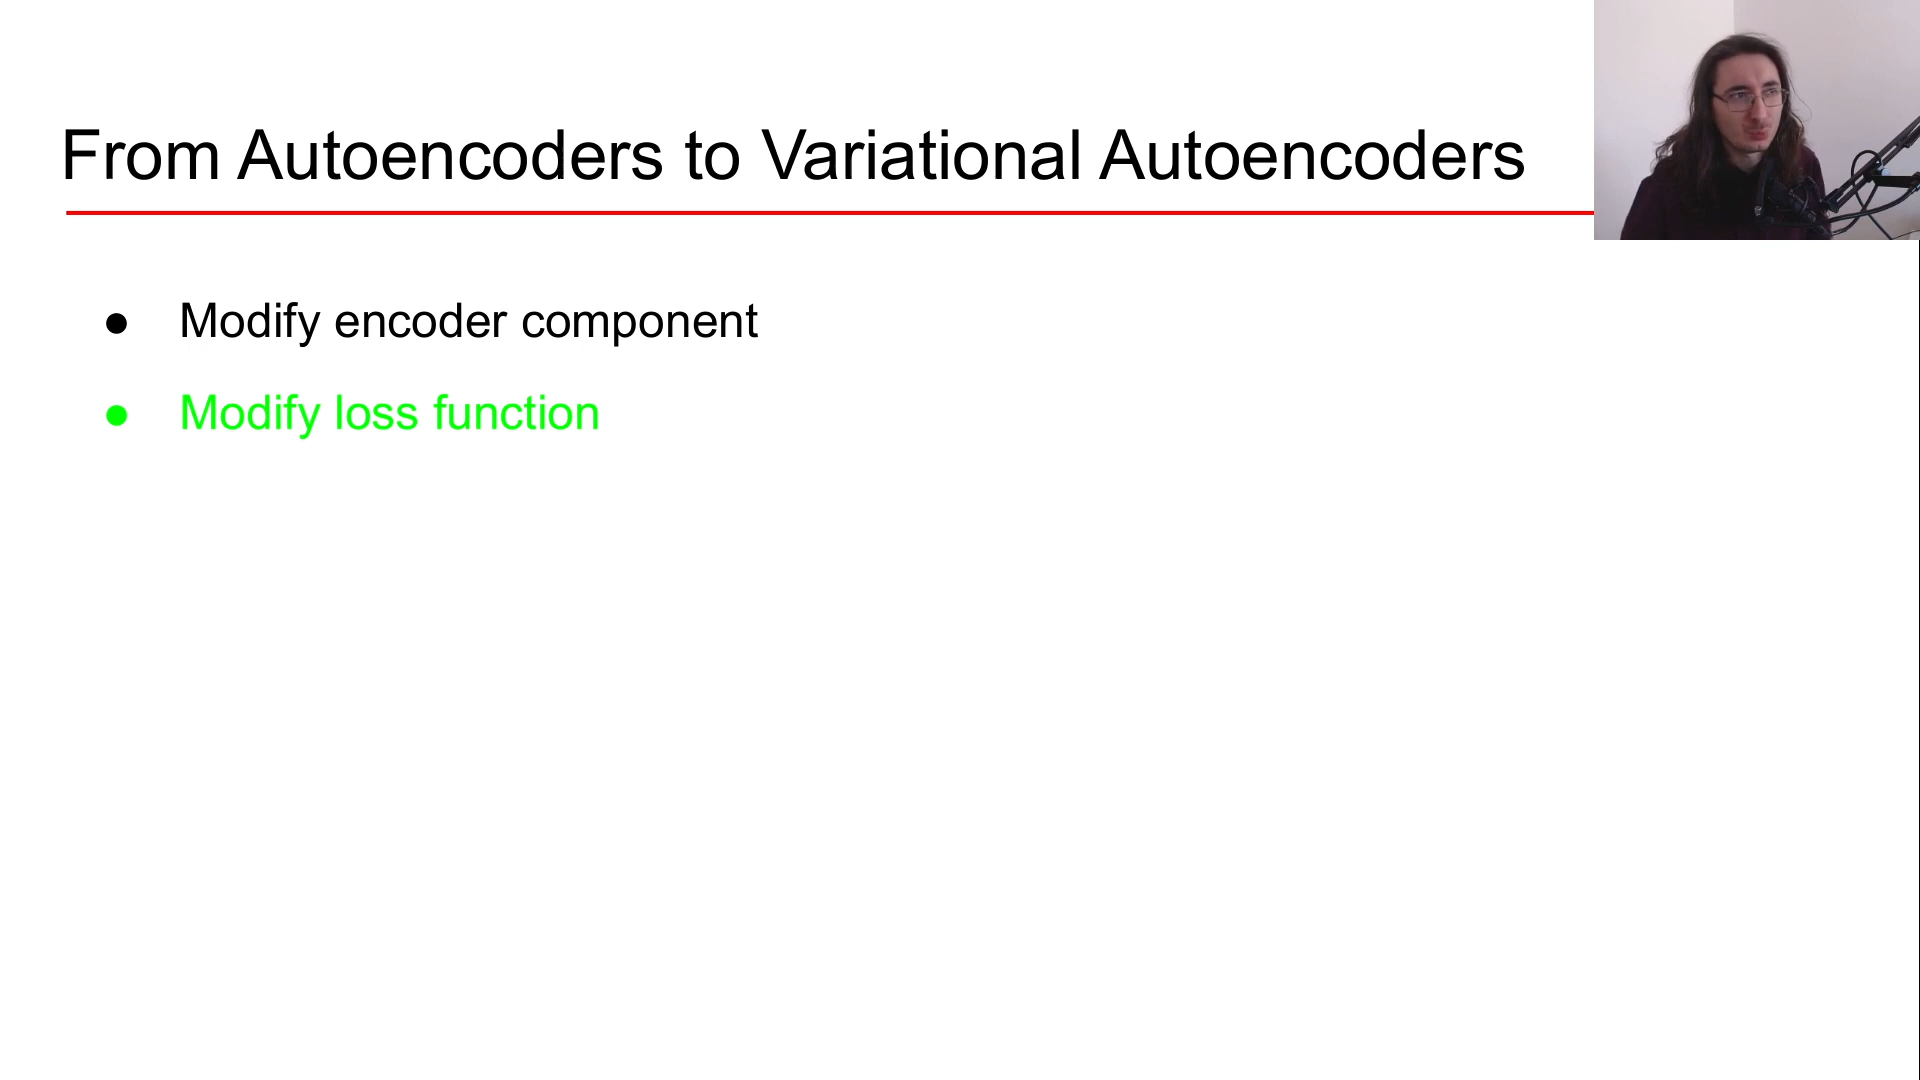 From Autoencoders to Variational Autoencoders
● Modify encoder component
● Modify loss function